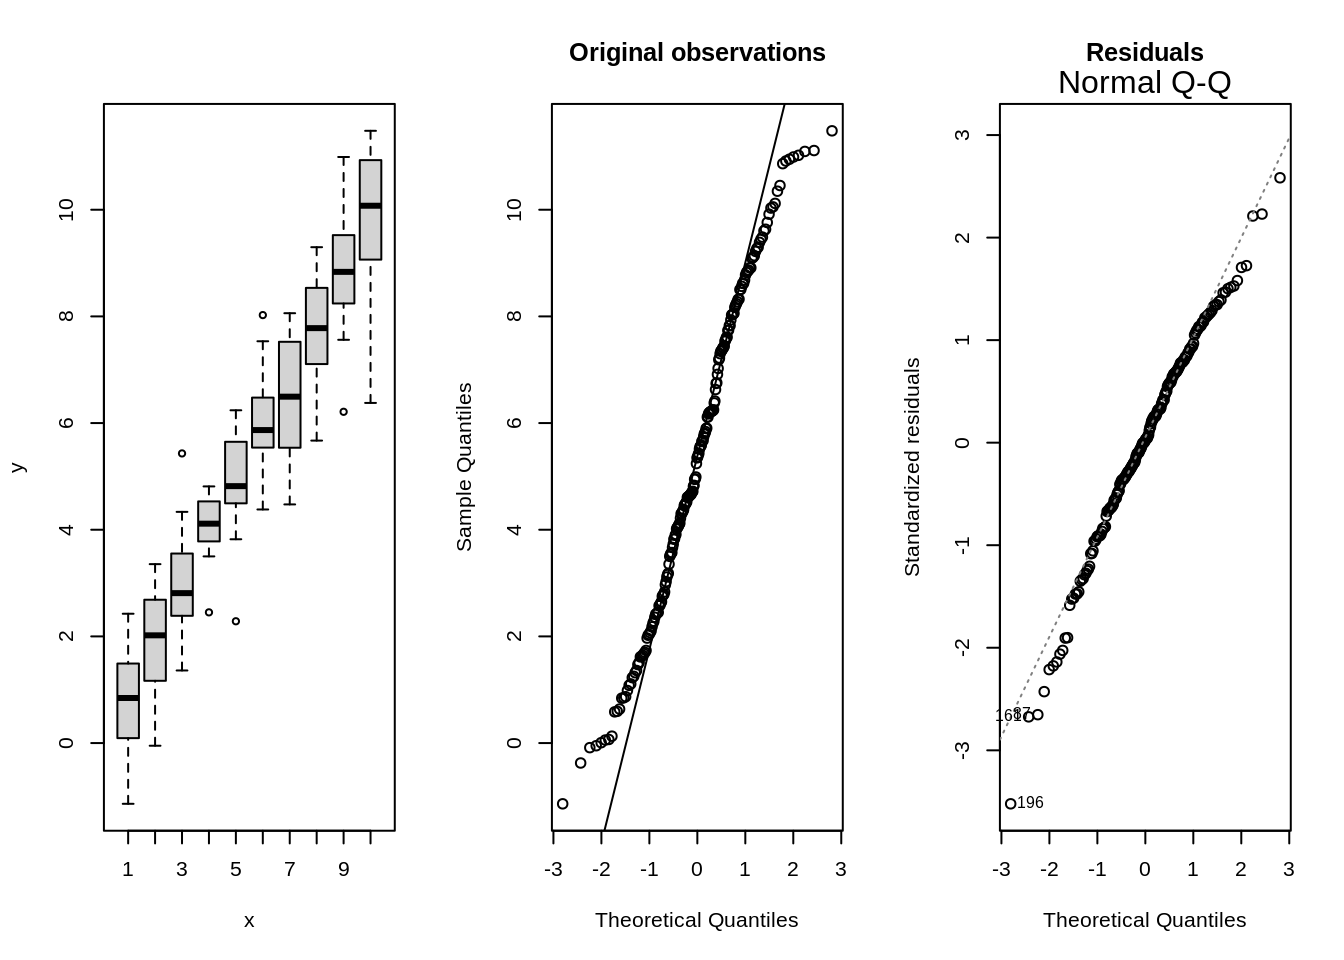 y
10
8
6
4
2
0
1 3 5 7 9
x
Original observations
Sample Quantiles
10
8
6
4
2
0
-3 -2 -1 0 1 2 3
Theoretical Quantiles
Residuals
Normal Q-Q
Standardized residuals
3
2
1
0
-1
-2
-3
161 87
196
-3 -2 -1 0 1 2 3
Theoretical Quantiles